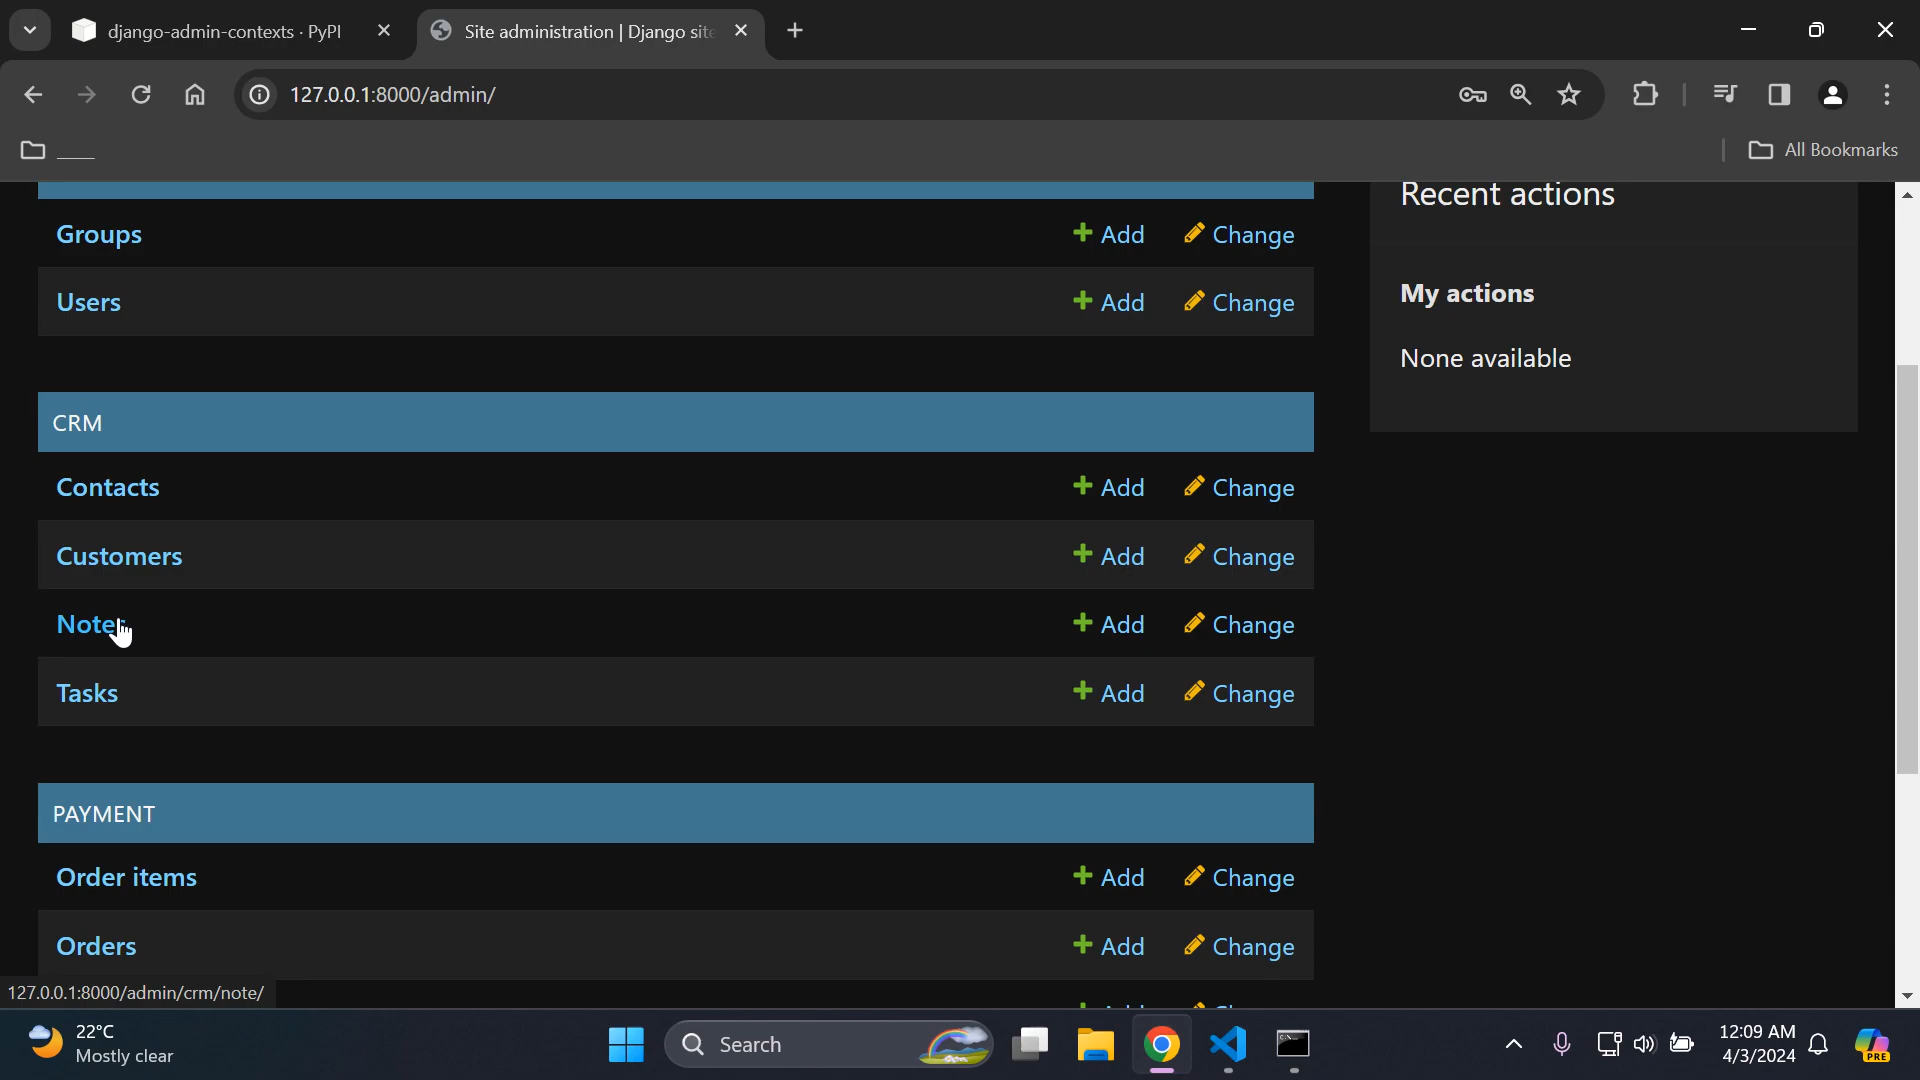 django-admin-contexts · PyPI
Site administration | Django site
127.0.0.1:8000/admin/
____
All Bookmarks
Recent actions
Groups
Add
Change
My actions
Users
Add
Change
None available
CRM
Contacts
Add
Change
Customers
Add
Change
Notes
Add
Change
Tasks
Add
Change
PAYMENT
Order items
Add
Change
Orders
Add
Change
127.0.0.1:8000/admin/crm/note/
22°C
Mostly clear
Search
12:09 AM
4/3/2024
PRE